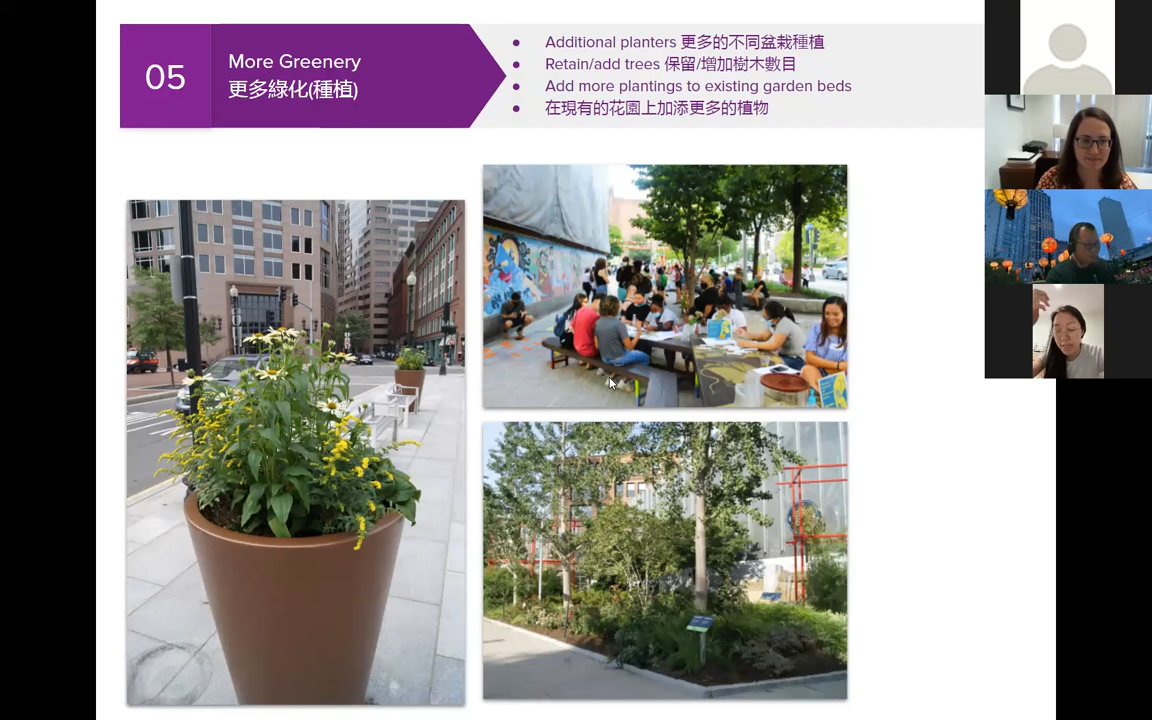 05
More Greenery
更多綠化(種植)
Additional planters 更多的不同盆栽種植
Retain/add trees 保留/增加樹木數目
Add more plantings to existing garden beds
在現有的花園上加添更多的植物